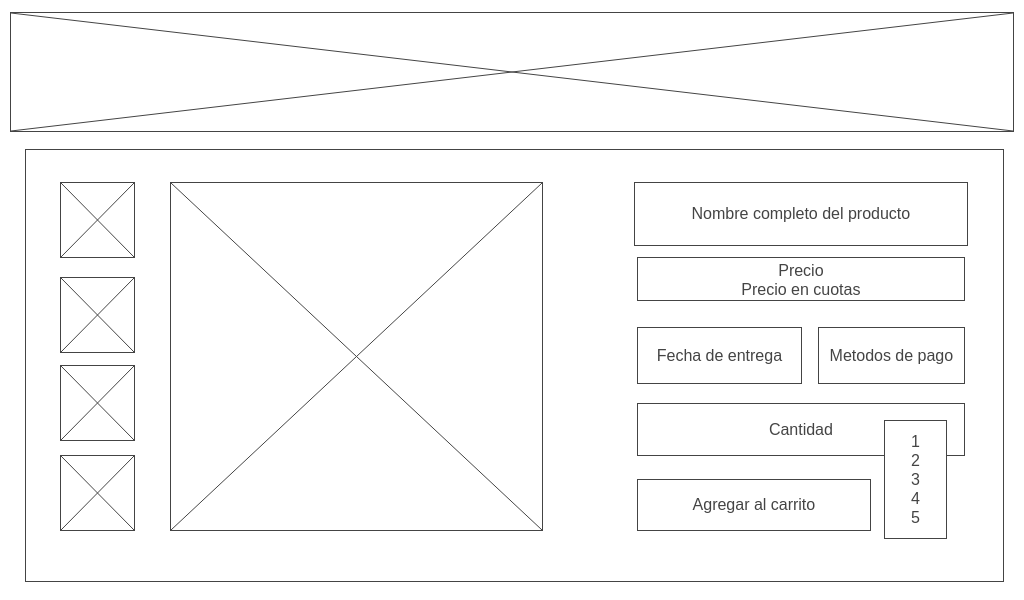 Nombre completo del producto
Precio
Precio en cuotas
Fecha de entrega
Metodos de pago
Cantidad
1
2
3
4
5
Agregar al carrito